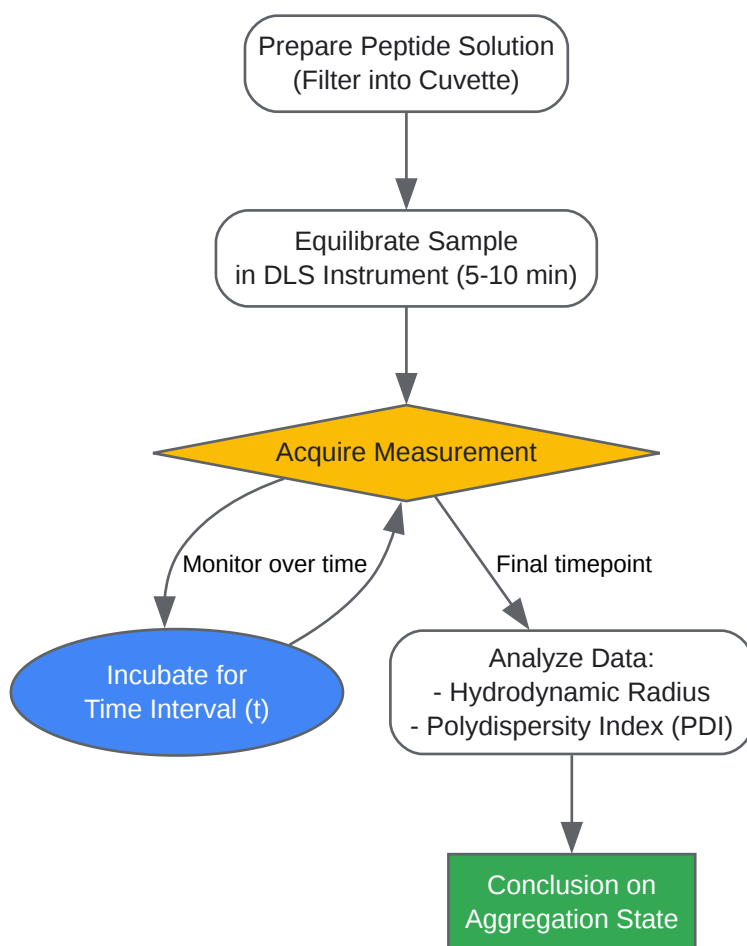 Prepare Peptide Solution
(Filter into Cuvette)
Equilibrate Sample
in DLS Instrument (5-10 min)
Acquire Measurement
Monitor over time
Final timepoint
Incubate for
Time Interval (t)
Analyze Data:
- Hydrodynamic Radius
- Polydispersity Index (PDI)
Conclusion on
Aggregation State